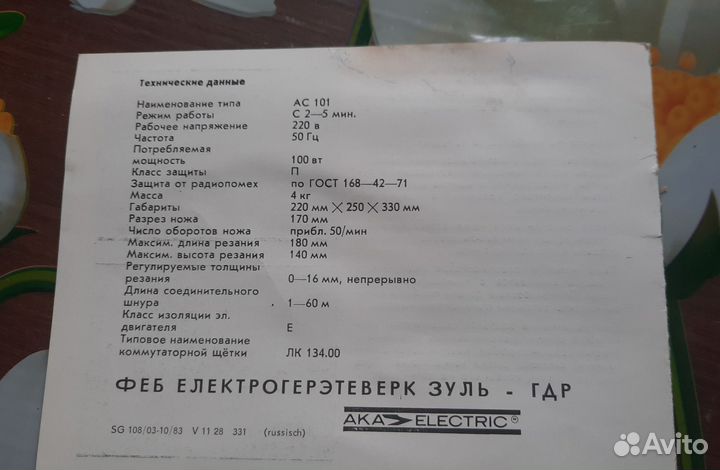 Технические данные
Наименование типа АС 101
Режим работы С 2—5 мин.
Рабочее напряжение 220 в
Частота 50 Гц
Потребляемая
мощность 100 вт
Класс защиты П
Защита от радиопомех по ГОСТ 168—42—71
Масса 4 кг
Габариты 220 мм × 250 × 330 мм
Разрез ножа 170 мм
Число оборотов ножа прибл. 50/мин
Максим. длина резания 180 мм
Максим. высота резания 140 мм
Регулируемые толщины
резания 0—16 мм, непрерывно
Длина соединительного
шнура 1—60 м
Класс изоляции эл.
двигателя Е
Типовое наименование
коммутаторной щётки ЛК 134.00
ФЕБ ЕЛЕКТРОГЕРЭТЕВЕРК ЗУЛЬ - ГДР
AKA ELECTRIC
SG 108/03-10/83 V 11 28 331 (russisch)
Avito